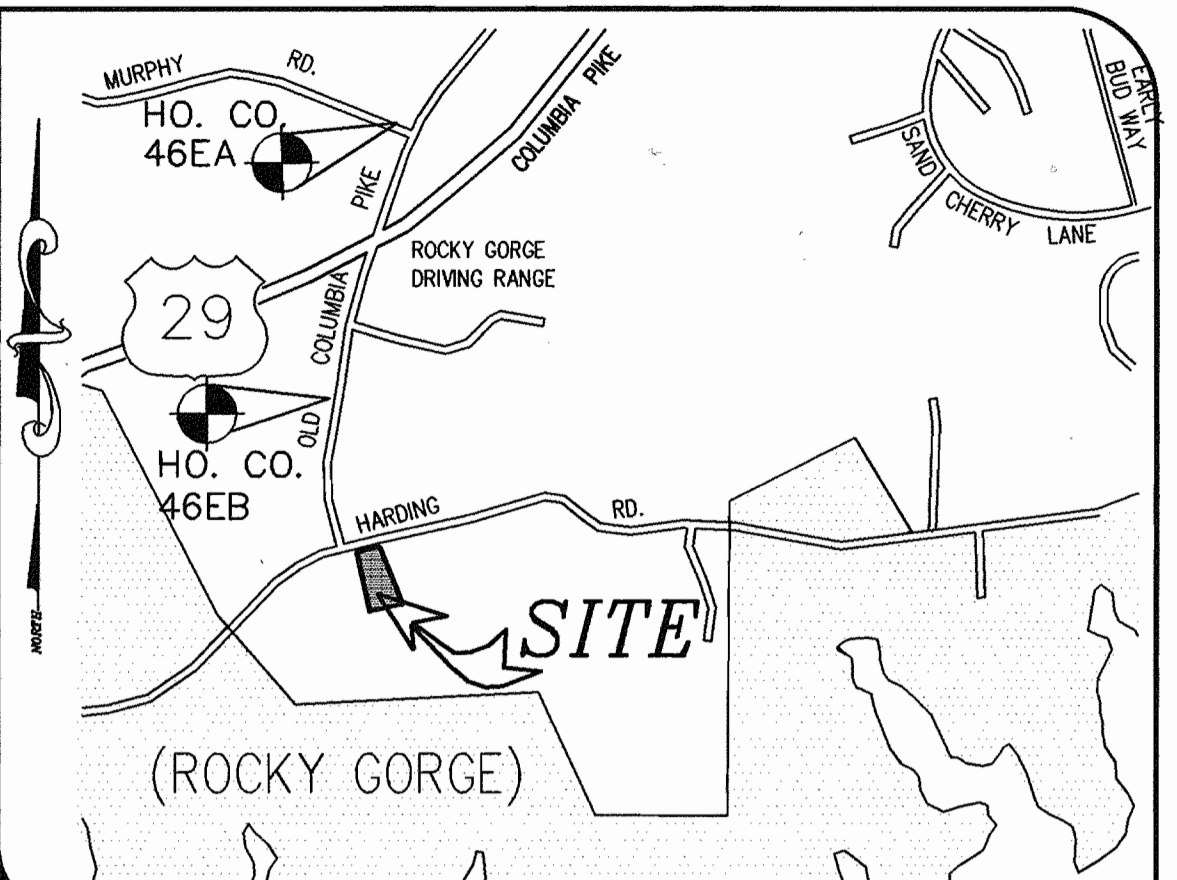 MURPHY RD.
HO. CO.
46EA
COLUMBIA PIKE
EARLY
BUD WAY
SAND CHERRY LANE
OLD COLUMBIA PIKE
ROCKY GORGE
DRIVING RANGE
29
HO. CO.
46EB
HARDING RD.
SITE
NORTH
(ROCKY GORGE)